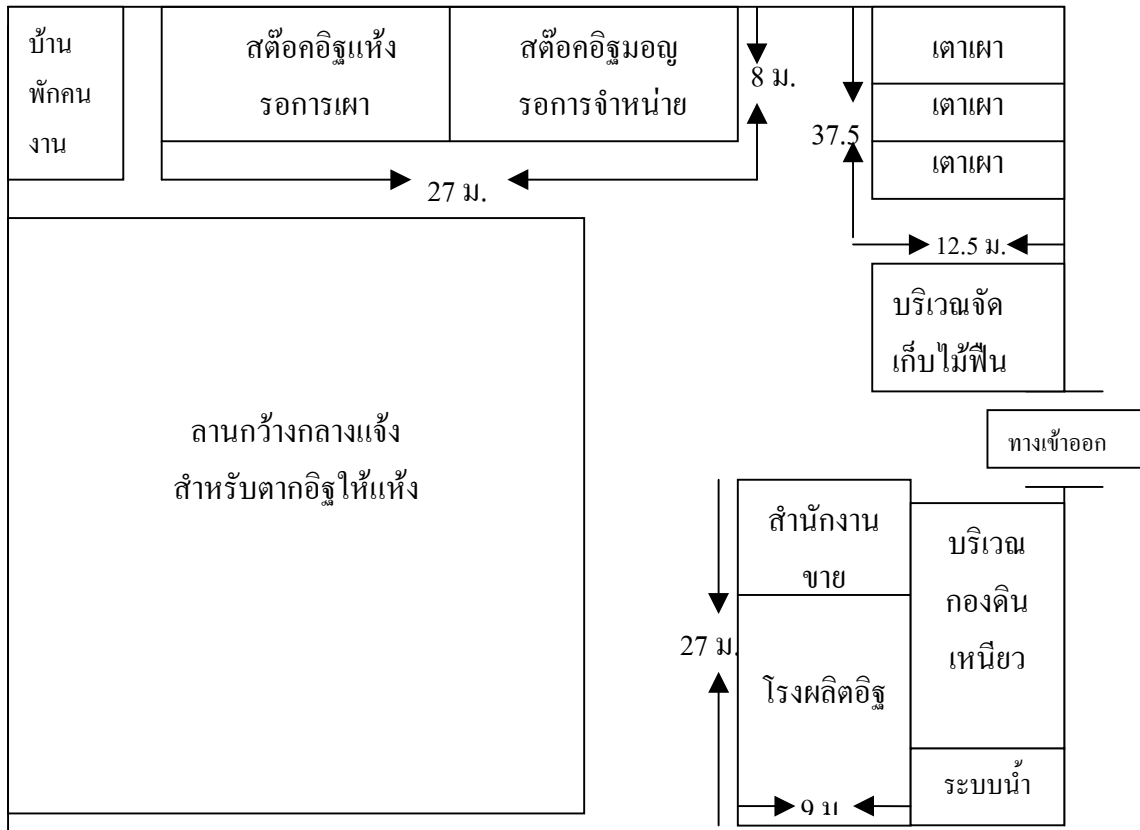 บ้าน
พักคน
งาน
สต๊อคอิฐแห้ง
รอการเผา
สต๊อคอิฐมอญ
รอการจำหน่าย
8 ม.
27 ม.
37.5
เตาเผา
เตาเผา
เตาเผา
12.5 ม.
บริเวณจัด
เก็บไม้ฟืน
ทางเข้าออก
ลานกว้างกลางแจ้ง
สำหรับตากอิฐให้แห้ง
สำนักงาน
ขาย
27 ม.
โรงผลิตอิฐ
9 ม
บริเวณ
กองดิน
เหนียว
ระบบน้ำ